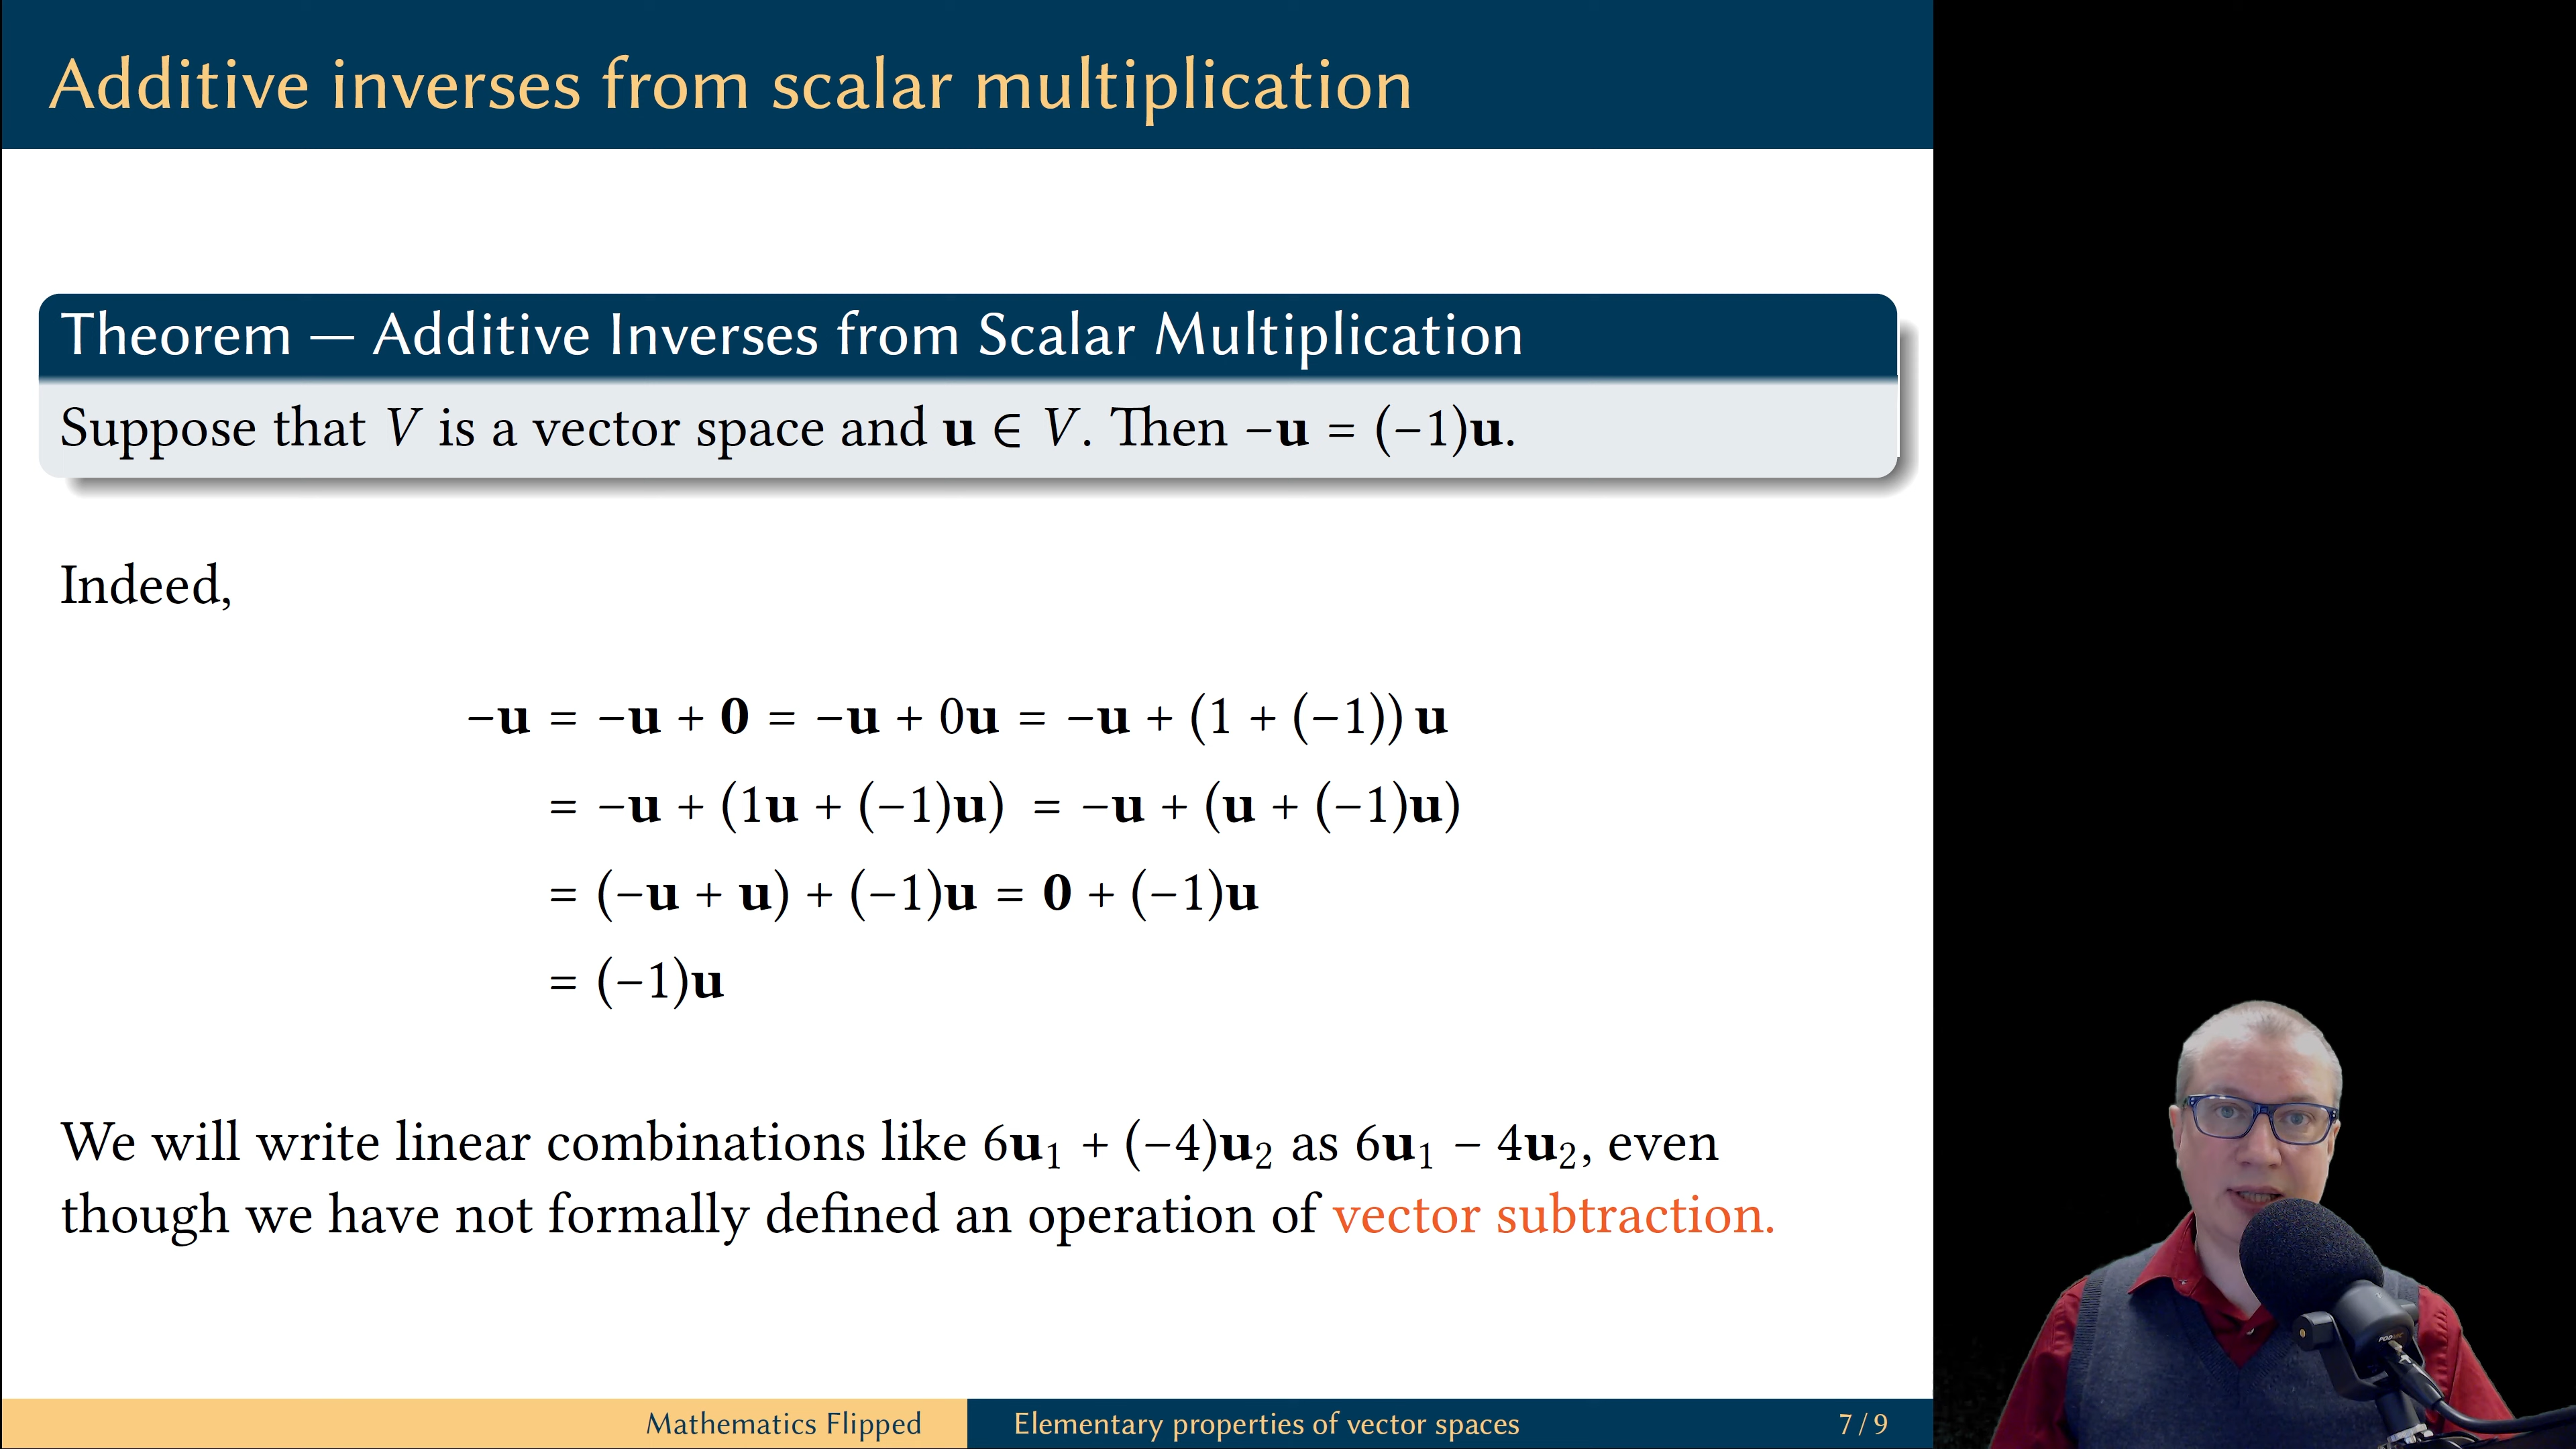 Additive inverses from scalar multiplication
Theorem — Additive Inverses from Scalar Multiplication
Suppose that V is a vector space and u ∈ V. Then −u = (−1)u.
Indeed,
−u = −u + 0 = −u + 0u = −u + (1 + (−1)) u
= −u + (1u + (−1)u) = −u + (u + (−1)u)
= (−u + u) + (−1)u = 0 + (−1)u
= (−1)u
We will write linear combinations like 6u₁ + (−4)u₂ as 6u₁ − 4u₂, even
though we have not formally defined an operation of vector subtraction.
Mathematics Flipped
Elementary properties of vector spaces
7 / 9